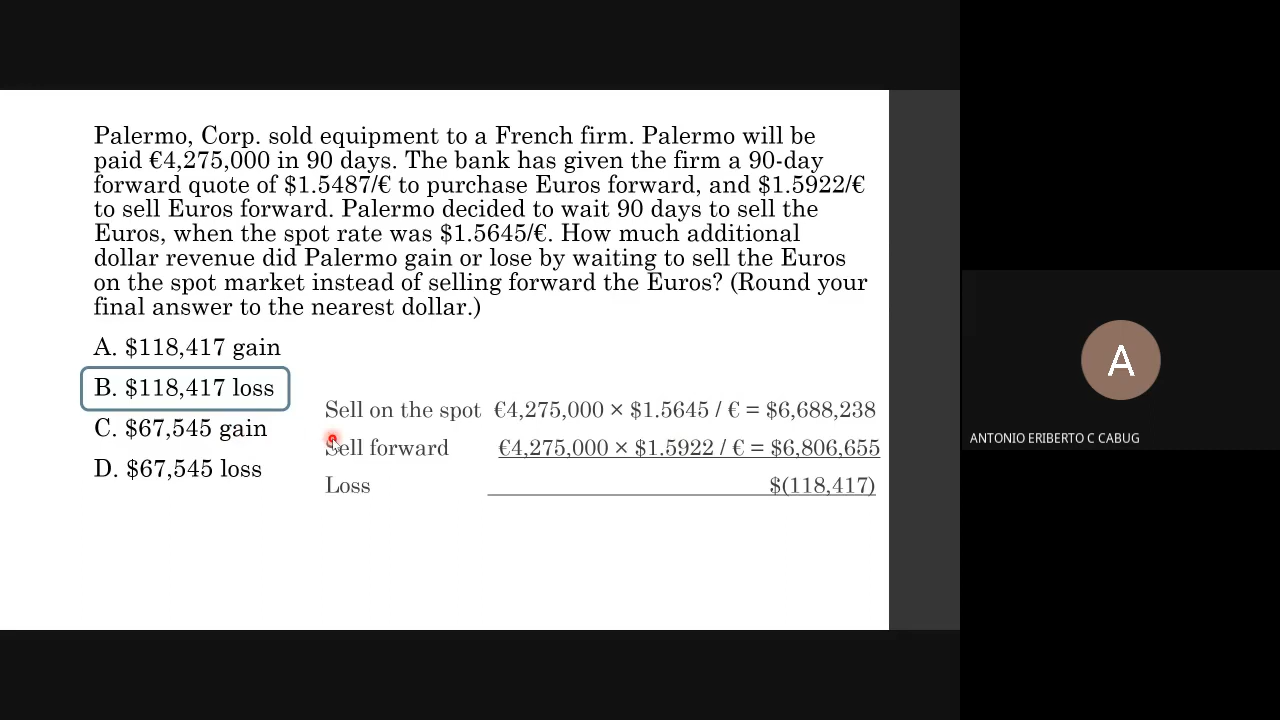 Palermo, Corp. sold equipment to a French firm. Palermo will be
paid €4,275,000 in 90 days. The bank has given the firm a 90-day
forward quote of $1.5487/€ to purchase Euros forward, and $1.5922/€
to sell Euros forward. Palermo decided to wait 90 days to sell the
Euros, when the spot rate was $1.5645/€. How much additional
dollar revenue did Palermo gain or lose by waiting to sell the Euros
on the spot market instead of selling forward the Euros? (Round your
final answer to the nearest dollar.)
A. $118,417 gain
B. $118,417 loss
C. $67,545 gain
D. $67,545 loss
Sell on the spot €4,275,000 × $1.5645 / € = $6,688,238
Sell forward €4,275,000 × $1.5922 / € = $6,806,655
Loss $(118,417)
A
ANTONIO ERIBERTO C CABUG